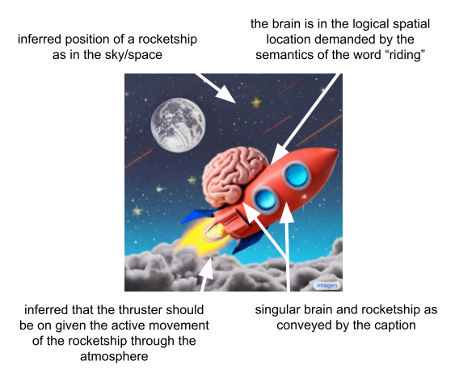 inferred position of a rocketship
as in the sky/space
the brain is in the logical spatial
location demanded by the
semantics of the word “riding”
Imagen
inferred that the thruster should
be on given the active movement
of the rocketship through the
atmosphere
singular brain and rocketship as
conveyed by the caption